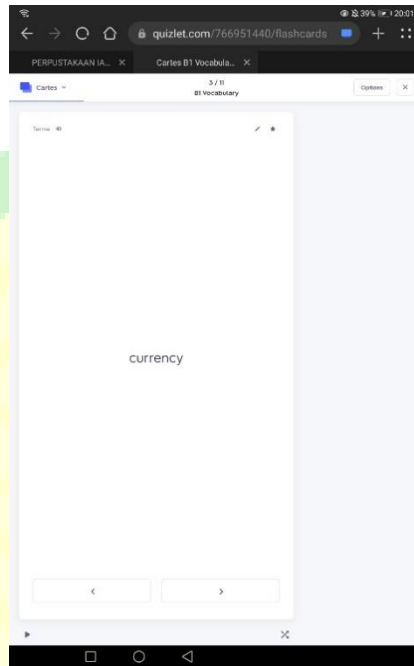 39% 20:01
quizlet.com/766951440/flashcards
PERPUSTAKAAN IA...
Cartes B1 Vocabula...
Cartes
3 / 11
B1 Vocabulary
Options
Terme
currency